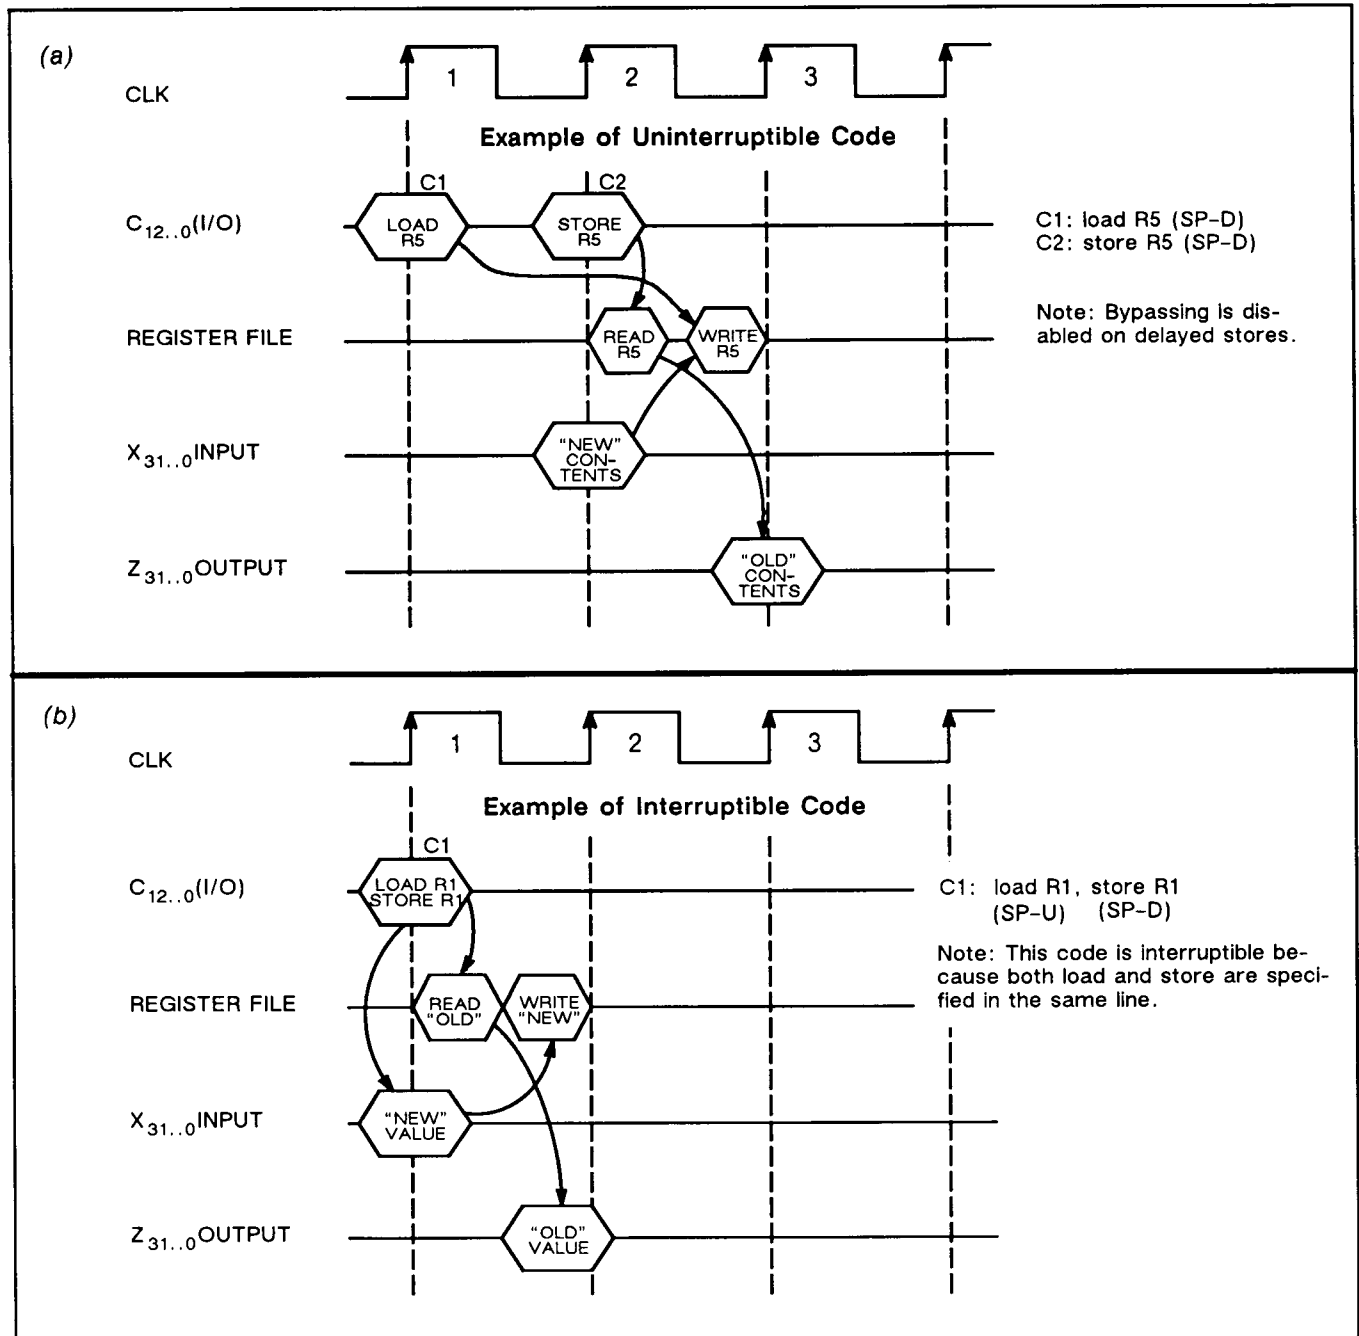 (a)
1 2 3
CLK
Example of Uninterruptible Code
C1 C2
C12..0(I/O)
LOAD
R5
STORE
R5
C1: load R5 (SP-D)
C2: store R5 (SP-D)
Note: Bypassing is dis-
abled on delayed stores.
REGISTER FILE
READ
R5
WRITE
R5
X31..0INPUT
"NEW"
CON-
TENTS
Z31..0OUTPUT
"OLD"
CON-
TENTS
(b)
1 2 3
CLK
Example of Interruptible Code
C1
C12..0(I/O)
LOAD R1
STORE R1
C1: load R1, store R1
(SP-U) (SP-D)
Note: This code is interruptible be-
cause both load and store are speci-
fied in the same line.
REGISTER FILE
READ
"OLD"
WRITE
"NEW"
X31..0INPUT
"NEW"
VALUE
Z31..0OUTPUT
"OLD"
VALUE